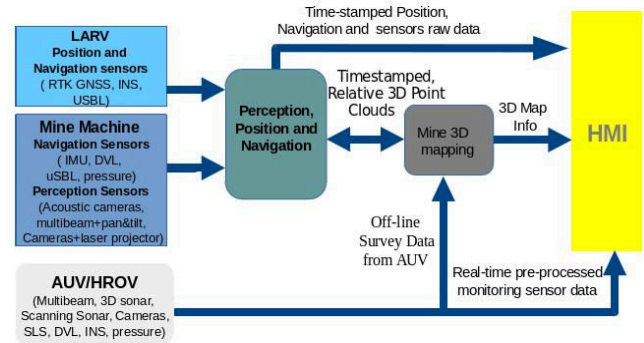 LARV
Position and
Navigation sensors
( RTK GNSS, INS,
USBL)
Mine Machine
Navigation Sensors
( IMU, DVL,
uSBL, pressure)
Perception Sensors
(Acoustic cameras,
multibeam+pan&tilt,
Cameras+laser projector)
AUV/HROV
(Multibeam, 3D sonar,
Scanning Sonar, Cameras,
SLS, DVL, INS, pressure)
Perception,
Position and
Navigation
Time-stamped Position,
Navigation and sensors raw data
Timestamped,
Relative 3D Point
Clouds
Mine 3D
mapping
3D Map
Info
HMI
Off-line
Survey Data
from AUV
Real-time pre-processed
monitoring sensor data